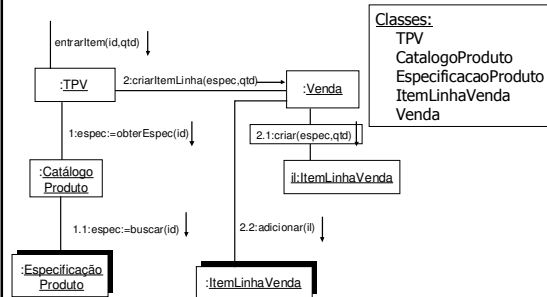 entrarItem(id,qtd)
:TPV
2:criarItemLinha(espec,qtd)
:Venda
1:espec:=obterEspec(id)
2.1:criar(espec,qtd)
:Catálogo
Produto
il:ItemLinhaVenda
1.1:espec:=buscar(id)
2.2:adicionar(il)
:Especificação
Produto
:ItemLinhaVenda
Classes:
TPV
CatalogoProduto
EspecificacaoProduto
ItemLinhaVenda
Venda